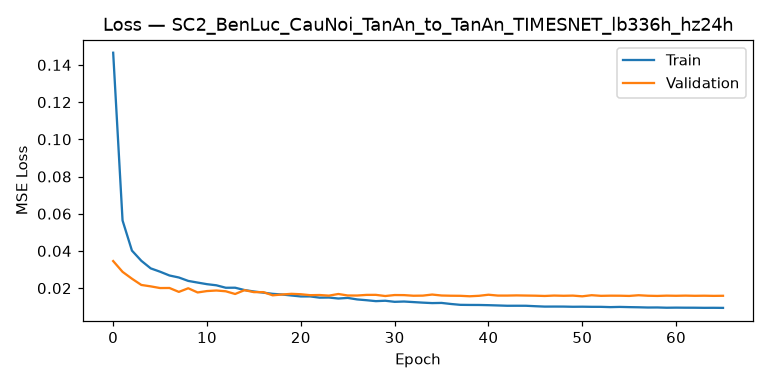 Loss — SC2_BenLuc_CauNoi_TanAn_to_TanAn_TIMESNET_lb336h_hz24h
Train
Validation
MSE Loss
0.14
0.12
0.10
0.08
0.06
0.04
0.02
0 10 20 30 40 50 60
Epoch